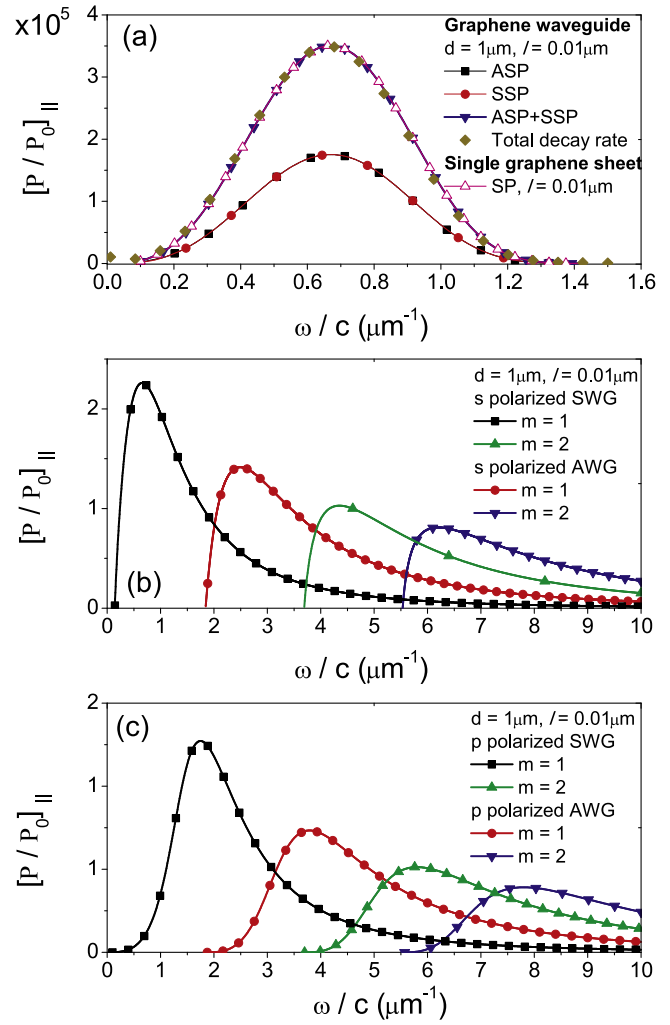 x10⁵
(a)
Graphene waveguide
d = 1μm, l = 0.01μm
ASP
SSP
ASP+SSP
Total decay rate
Single graphene sheet
SP, l = 0.01μm
4
3
2
1
0
[P / P₀] ||
0.0 0.2 0.4 0.6 0.8 1.0 1.2 1.4 1.6
ω / c (μm⁻¹)
d = 1μm, l = 0.01μm
s polarized SWG
m = 1
m = 2
s polarized AWG
m = 1
m = 2
2
1
0
[P / P₀] ||
(b)
0 1 2 3 4 5 6 7 8 9 10
ω / c (μm⁻¹)
(c)
d = 1μm, l = 0.01μm
p polarized SWG
m = 1
m = 2
p polarized AWG
m = 1
m = 2
2
1
1
0
[P / P₀] ||
0 1 2 3 4 5 6 7 8 9 10
ω / c (μm⁻¹)